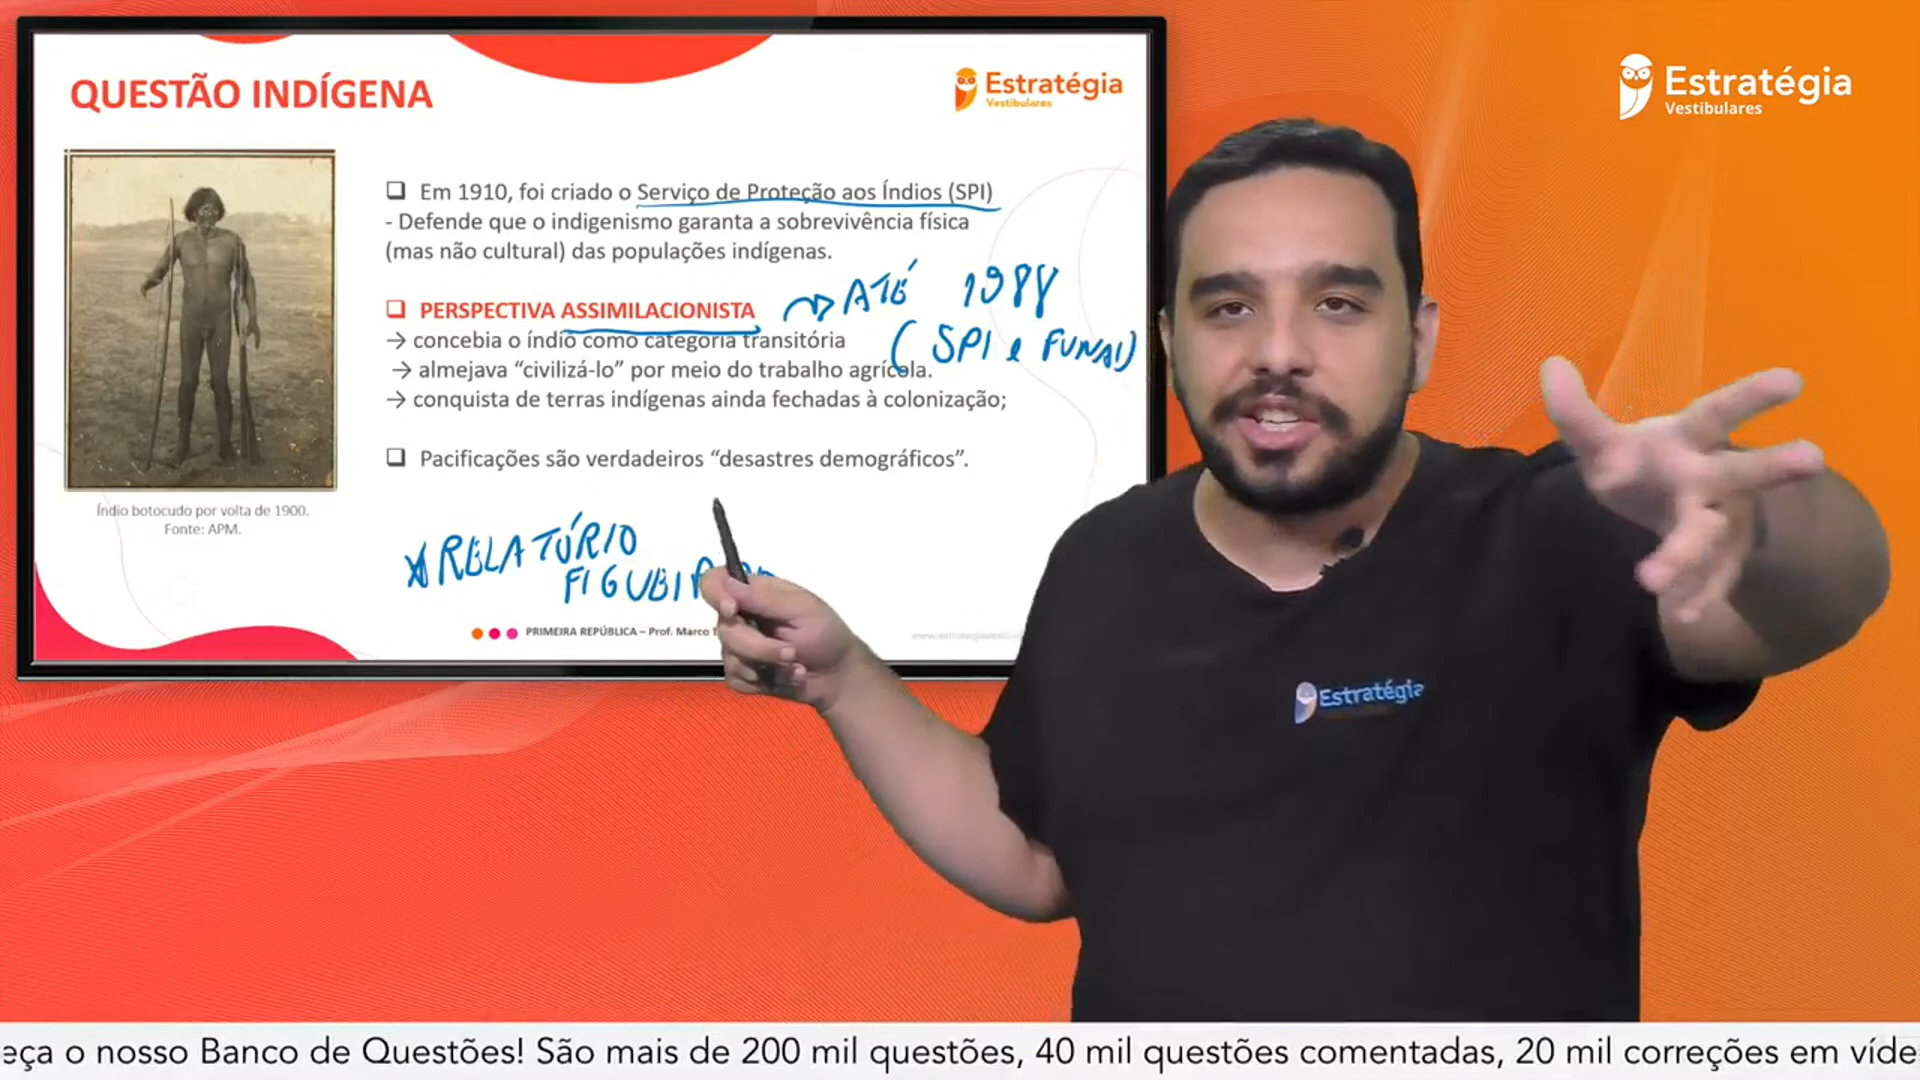 QUESTÃO INDÍGENA
Estratégia
Vestibulares
Estratégia
Vestibulares
Em 1910, foi criado o Serviço de Proteção aos Índios (SPI)
- Defende que o indigenismo garanta a sobrevivência física
(mas não cultural) das populações indígenas.
PERSPECTIVA ASSIMILACIONISTA
→ ATÉ 1988
(SPI e FUNAI)
→ concebia o índio como categoria transitória
→ almejava “civilizá-lo” por meio do trabalho agrícola.
→ conquista de terras indígenas ainda fechadas à colonização;
Pacificações são verdadeiros “desastres demográficos”.
Índio botocudo por volta de 1900.
Fonte: APM.
RELATÓRIO
PRIMEIRA REPÚBLICA – Prof. Marco
Estratégia
eça o nosso Banco de Questões! São mais de 200 mil questões, 40 mil questões comentadas, 20 mil correções em víde